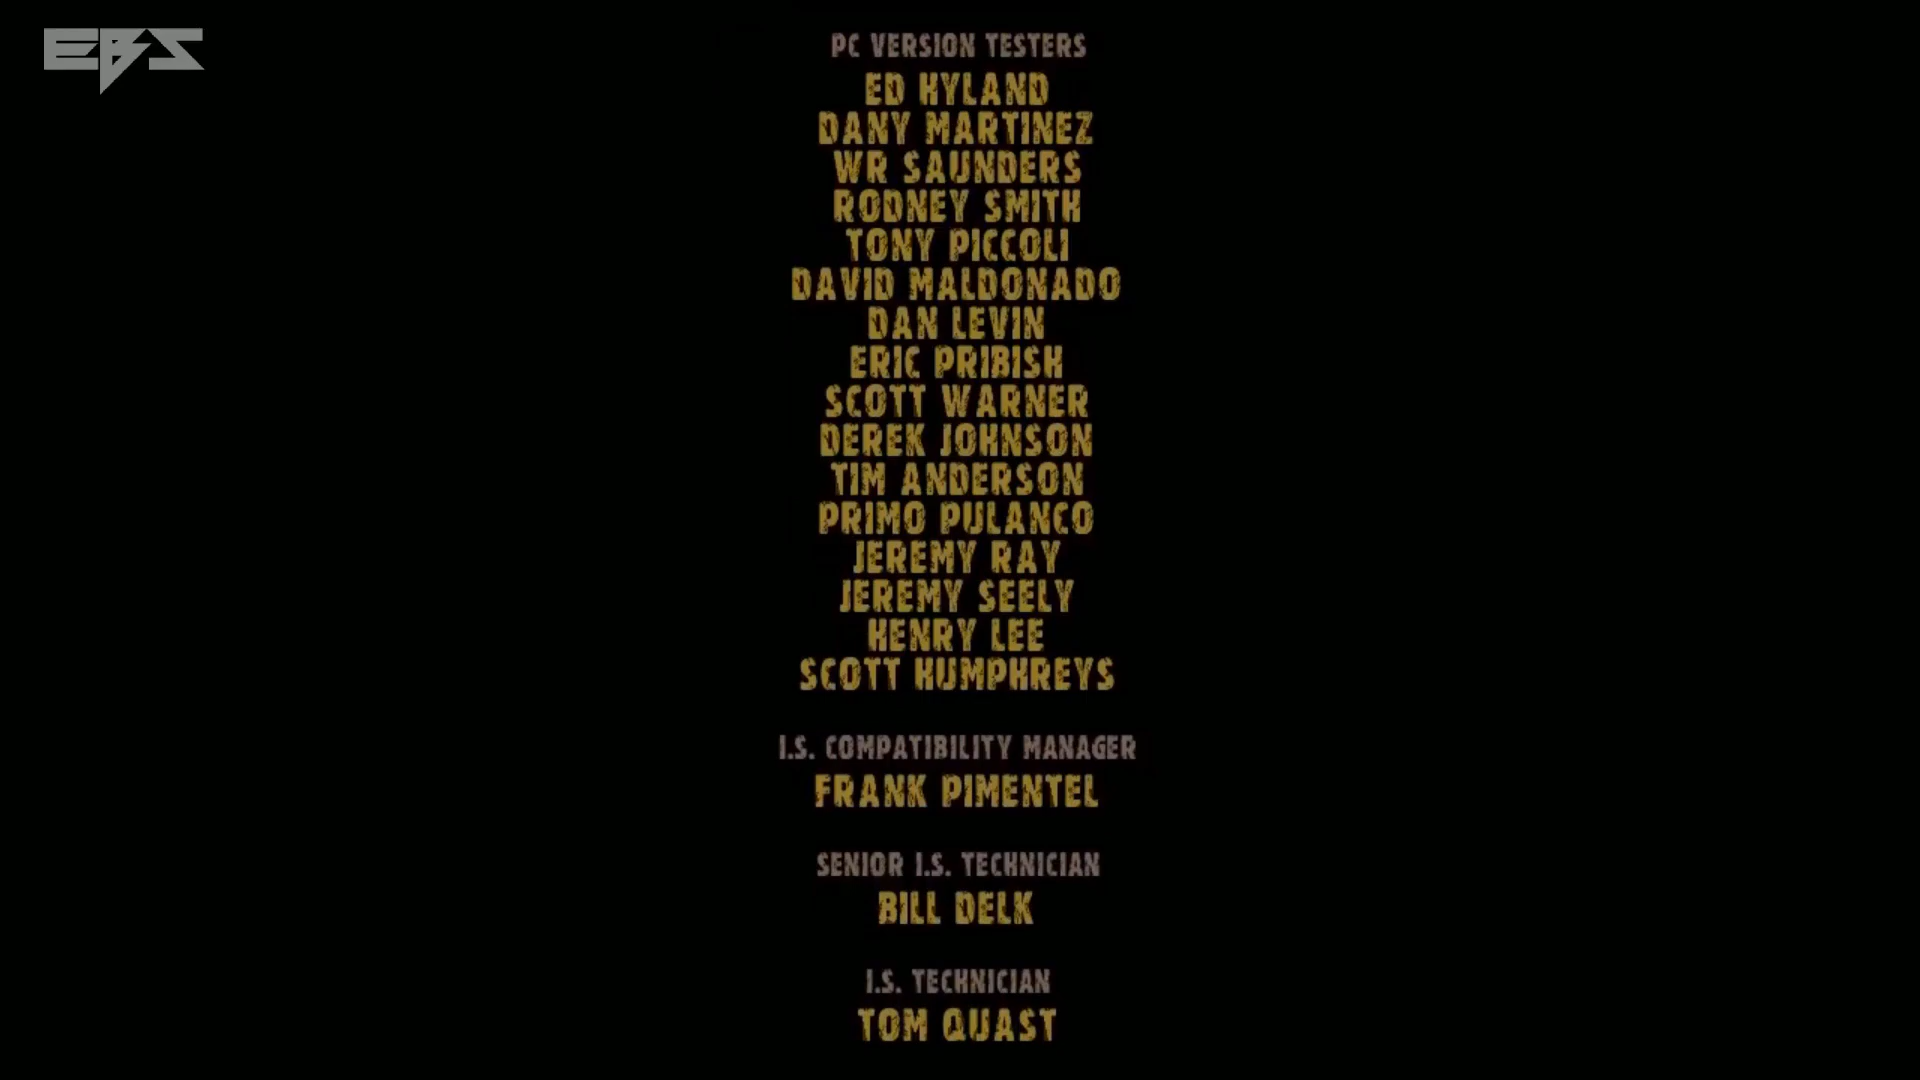 EBS
PC VERSION TESTERS
ED HYLAND
DANY MARTINEZ
WR SAUNDERS
RODNEY SMITH
TONY PICCOLI
DAVID MALDONADO
DAN LEVIN
ERIC PRIBISH
SCOTT WARNER
DEREK JOHNSON
TIM ANDERSON
PRIMO PULANCO
JEREMY RAY
JEREMY SEELY
HENRY LEE
SCOTT HUMPHREYS
I.S. COMPATIBILITY MANAGER
FRANK PIMENTEL
SENIOR I.S. TECHNICIAN
BILL DELK
I.S. TECHNICIAN
TOM QUAST